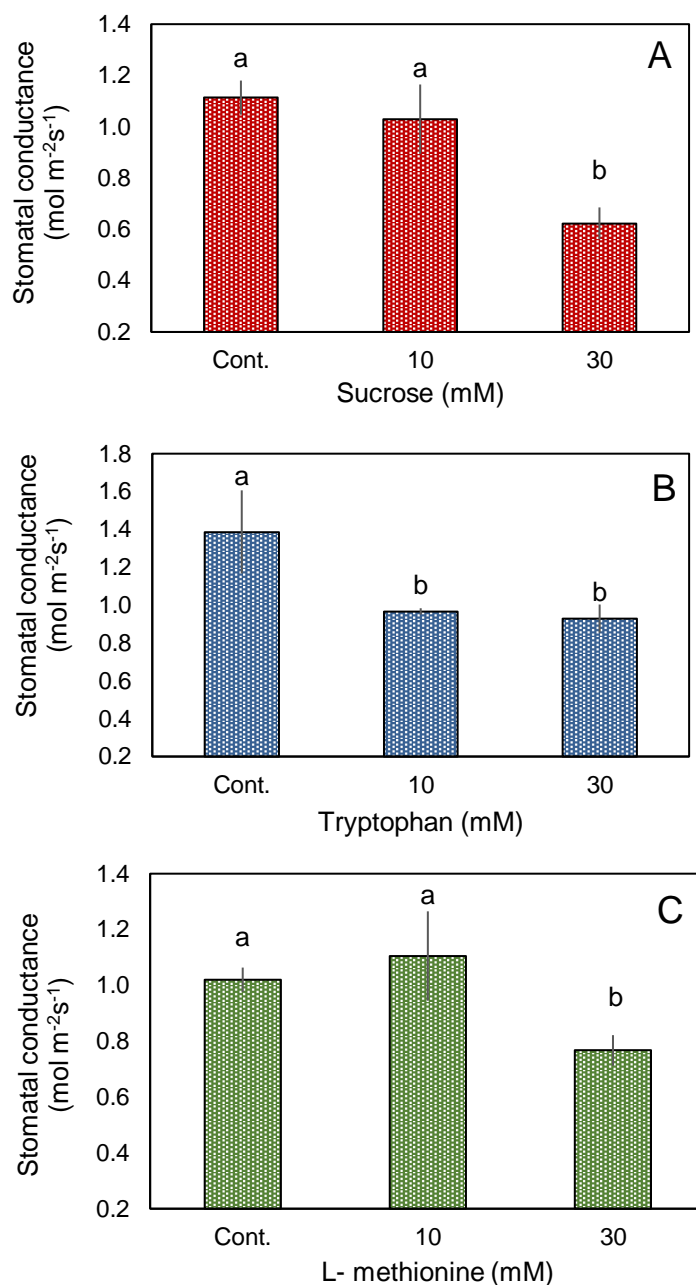 A
Stomatal conductance
(mol m-2s-1)
1.4
1.2
1.0
0.8
0.6
0.4
0.2
a
a
b
Cont.
10
30
Sucrose (mM)
B
Stomatal conductance
(mol m-2s-1)
1.8
1.6
1.4
1.2
1.0
0.8
0.6
0.4
0.2
a
b
b
Cont.
10
30
Tryptophan (mM)
C
Stomatal conductance
(mol m-2s-1)
1.4
1.2
1.0
0.8
0.6
0.4
0.2
a
a
b
Cont.
10
30
L- methionine (mM)